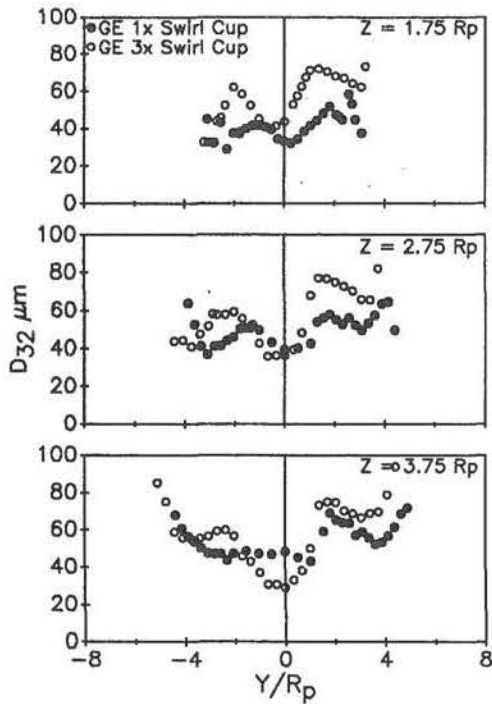 GE 1x Swirl Cup
GE 3x Swirl Cup
Z = 1.75 Rp
100
80
60
40
20
0
Z = 2.75 Rp
100
80
60
40
20
0
D32 μm
Z = 3.75 Rp
100
80
60
40
20
0
-8 -4 0 4 8
Y/Rp